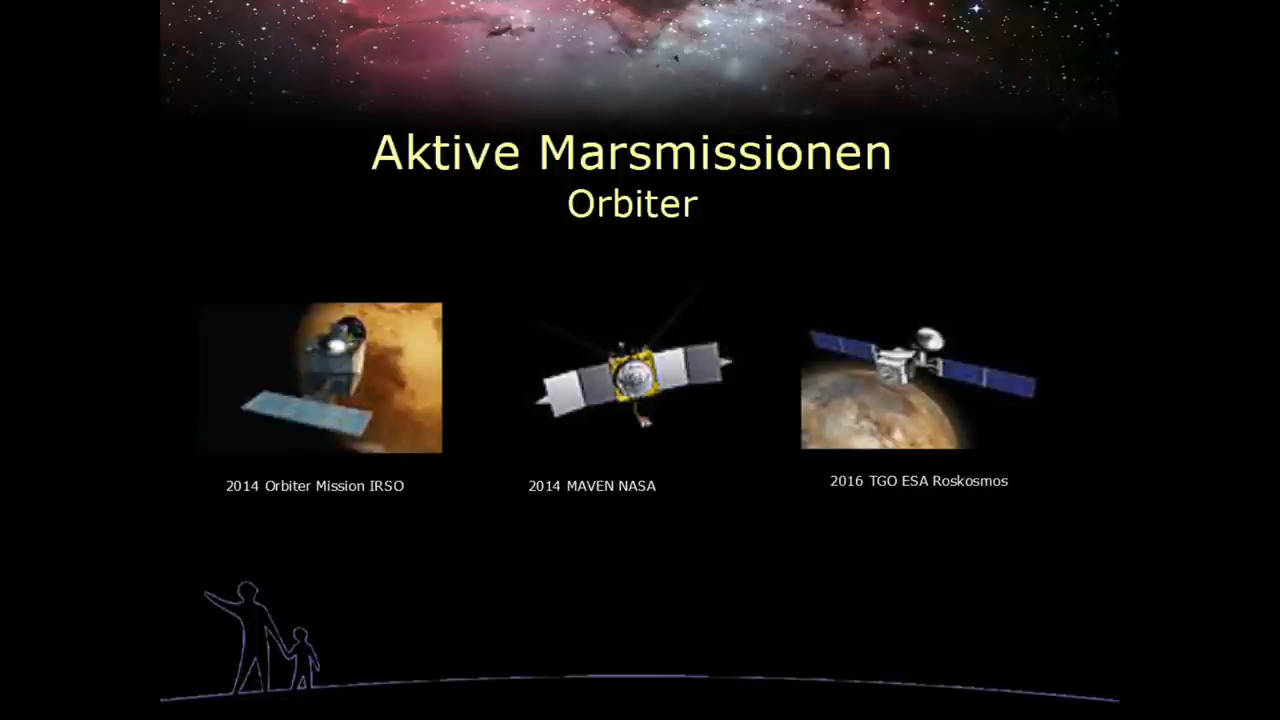 Aktive Marsmissionen
Orbiter
2014 Orbiter Mission IRSO
2014 MAVEN NASA
2016 TGO ESA Roskosmos